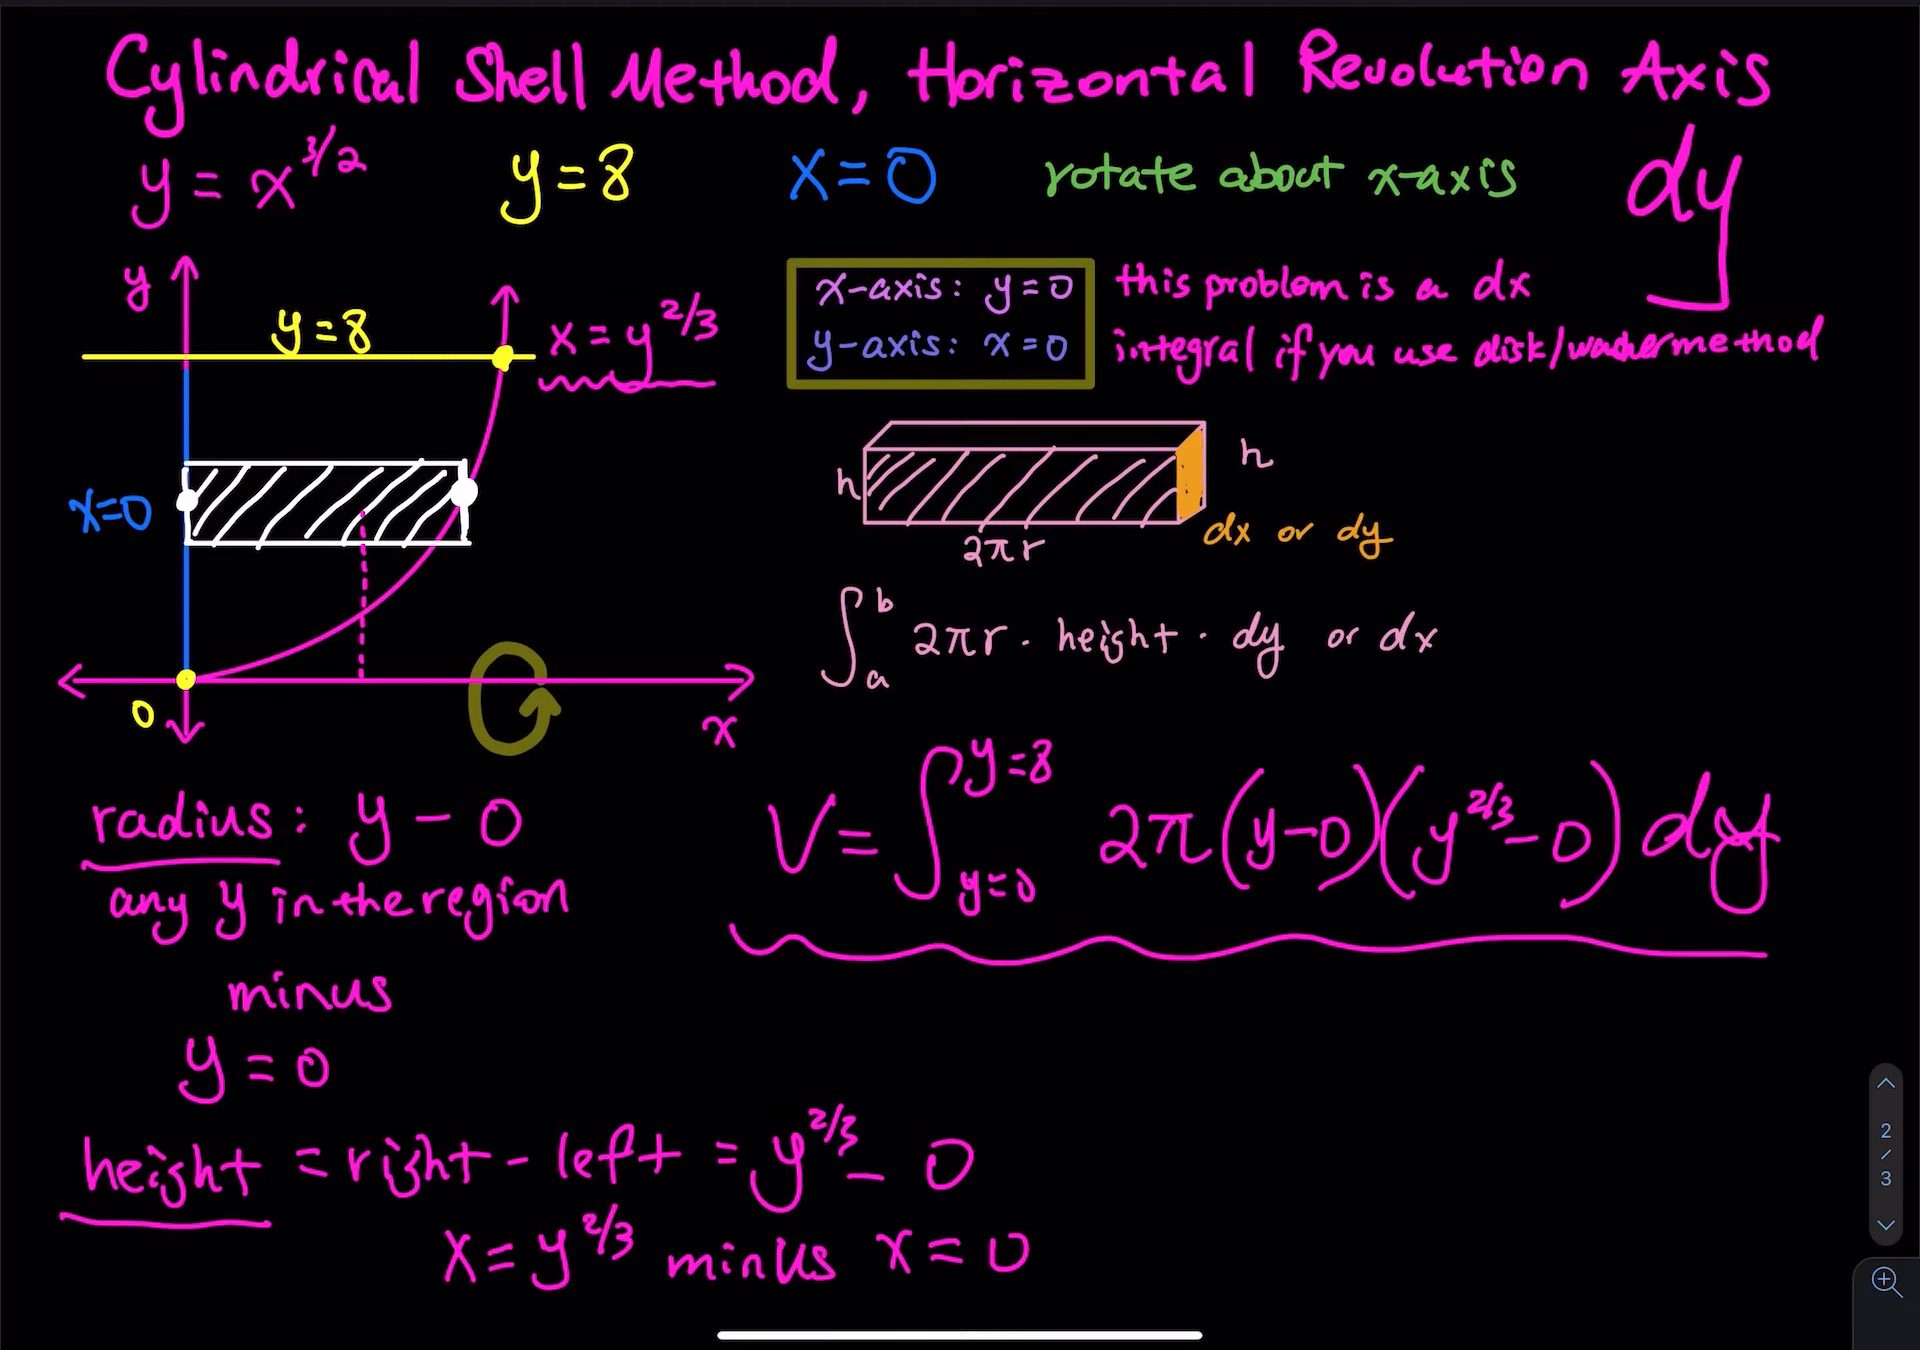 Cylindrical Shell Method, Horizontal Revolution Axis
y = x^3/2 y = 8 x = 0 rotate about x-axis dy
y
y = 8
x = y^2/3
x=0
0
x
x-axis: y = 0
y-axis: x = 0
this problem is a dx
integral if you use disk/washer method
h
h
2πr
dx or dy
∫_a^b 2πr · height · dy or dx
radius: y - 0
any y in the region
minus
y = 0
V = ∫_{y=0}^{y=8} 2π(y-0)(y^2/3 - 0) dy
height = right - left = y^2/3 - 0
x = y^2/3 minus x = 0
2
/
3